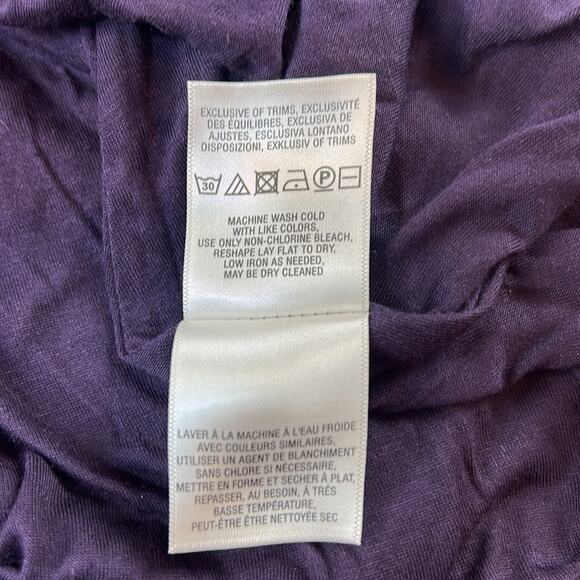 EXCLUSIVE OF TRIMS, EXCLUSIVITÉ
DES ÉQUILIBRES, EXCLUSIVA DE
AJUSTES, ESCLUSIVA LONTANO
DISPOSIZIONI, EXKLUSIV OF TRIMS
30 P
MACHINE WASH COLD
WITH LIKE COLORS,
USE ONLY NON-CHLORINE BLEACH,
RESHAPE LAY FLAT TO DRY,
LOW IRON AS NEEDED,
MAY BE DRY CLEANED
LAVER À LA MACHINE À L'EAU FROIDE
AVEC COULEURS SIMILAIRES,
UTILISER UN AGENT DE BLANCHIMENT
SANS CHLORE SI NÉCESSAIRE,
METTRE EN FORME ET SÉCHER À PLAT,
REPASSER, AU BESOIN, À TRÉS
BASSE TEMPÉRATURE,
PEUT-ÊTRE ÊTRE NETTOYÉE SEC